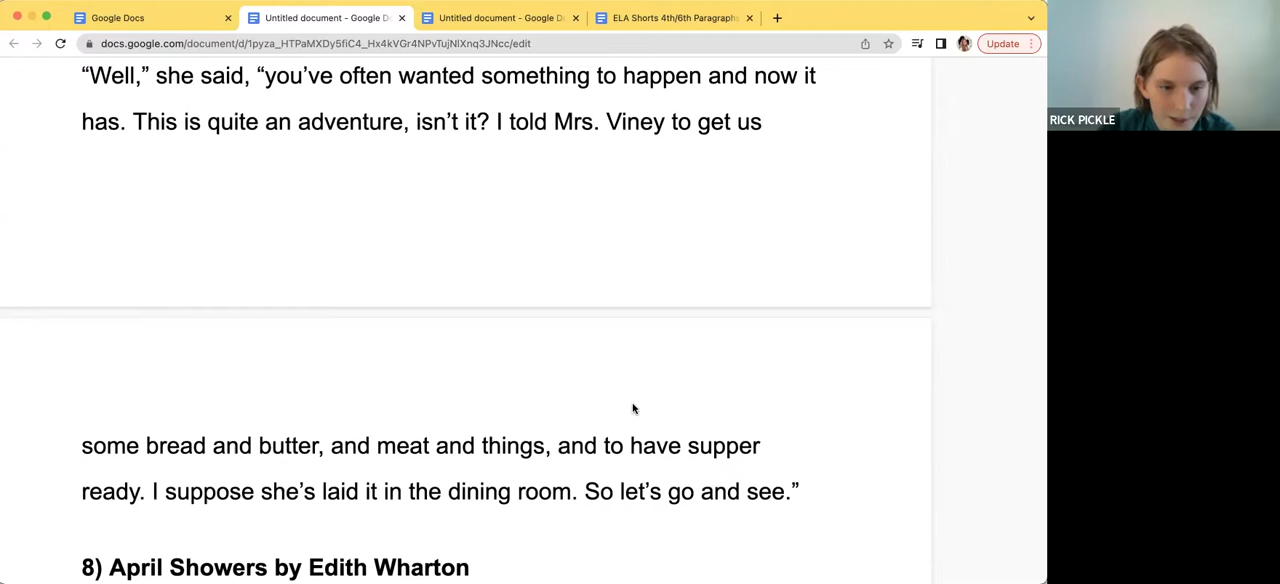 Google Docs
Untitled document - Google D
Untitled document - Google D
ELA Shorts 4th/6th Paragraphs
docs.google.com/document/d/1pyza_HTPaMXDy5fiC4_Hx4kVGr4NPvTujNlXnq3JNcc/edit
Update
“Well,” she said, “you’ve often wanted something to happen and now it
has. This is quite an adventure, isn’t it? I told Mrs. Viney to get us
RICK PICKLE
some bread and butter, and meat and things, and to have supper
ready. I suppose she’s laid it in the dining room. So let’s go and see.”
8) April Showers by Edith Wharton